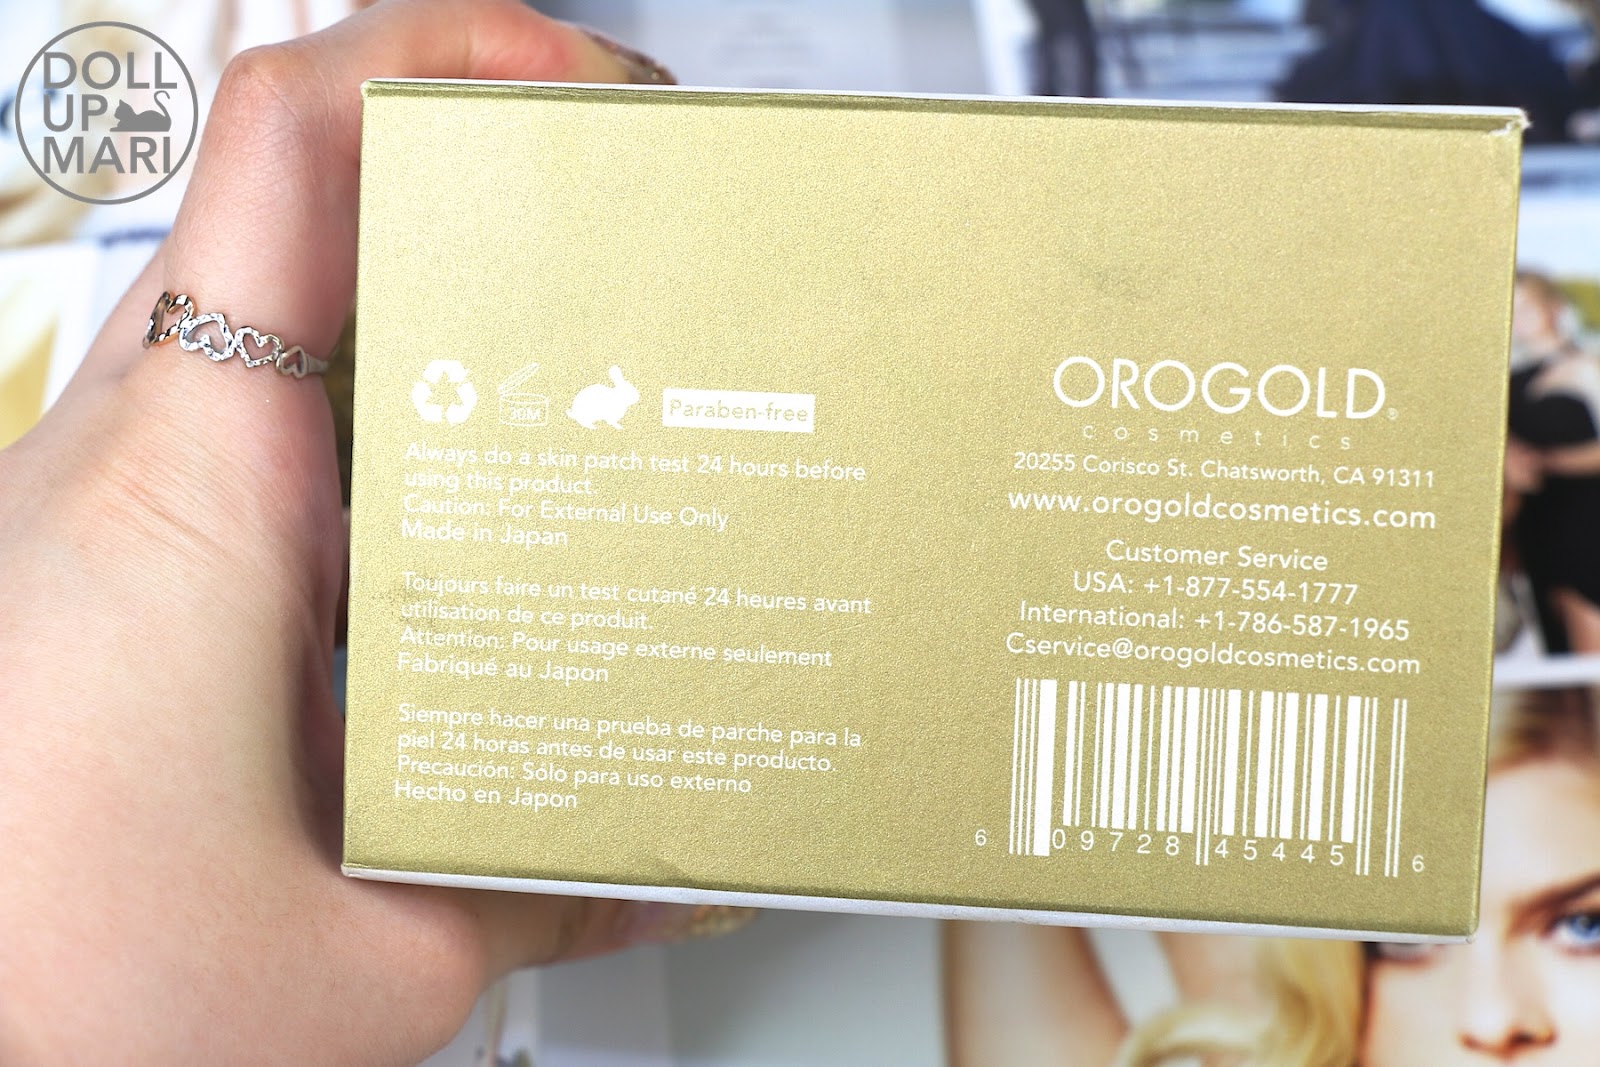 DOLL
UP
MARI
30M
Paraben-free
Always do a skin patch test 24 hours before
using this product.
Caution: For External Use Only
Made in Japan
Toujours faire un test cutané 24 heures avant
utilisation de ce produit.
Attention: Pour usage externe seulement
Fabriqué au Japon
Siempre hacer una prueba de parche para la
piel 24 horas antes de usar este producto.
Precaución: Sólo para uso externo
Hecho en Japon
OROGOLD®
cosmetics
20255 Corisco St. Chatsworth, CA 91311
www.orogoldcosmetics.com
Customer Service
USA: +1-877-554-1777
International: +1-786-587-1965
Cservice@orogoldcosmetics.com
6 09728 45445 6